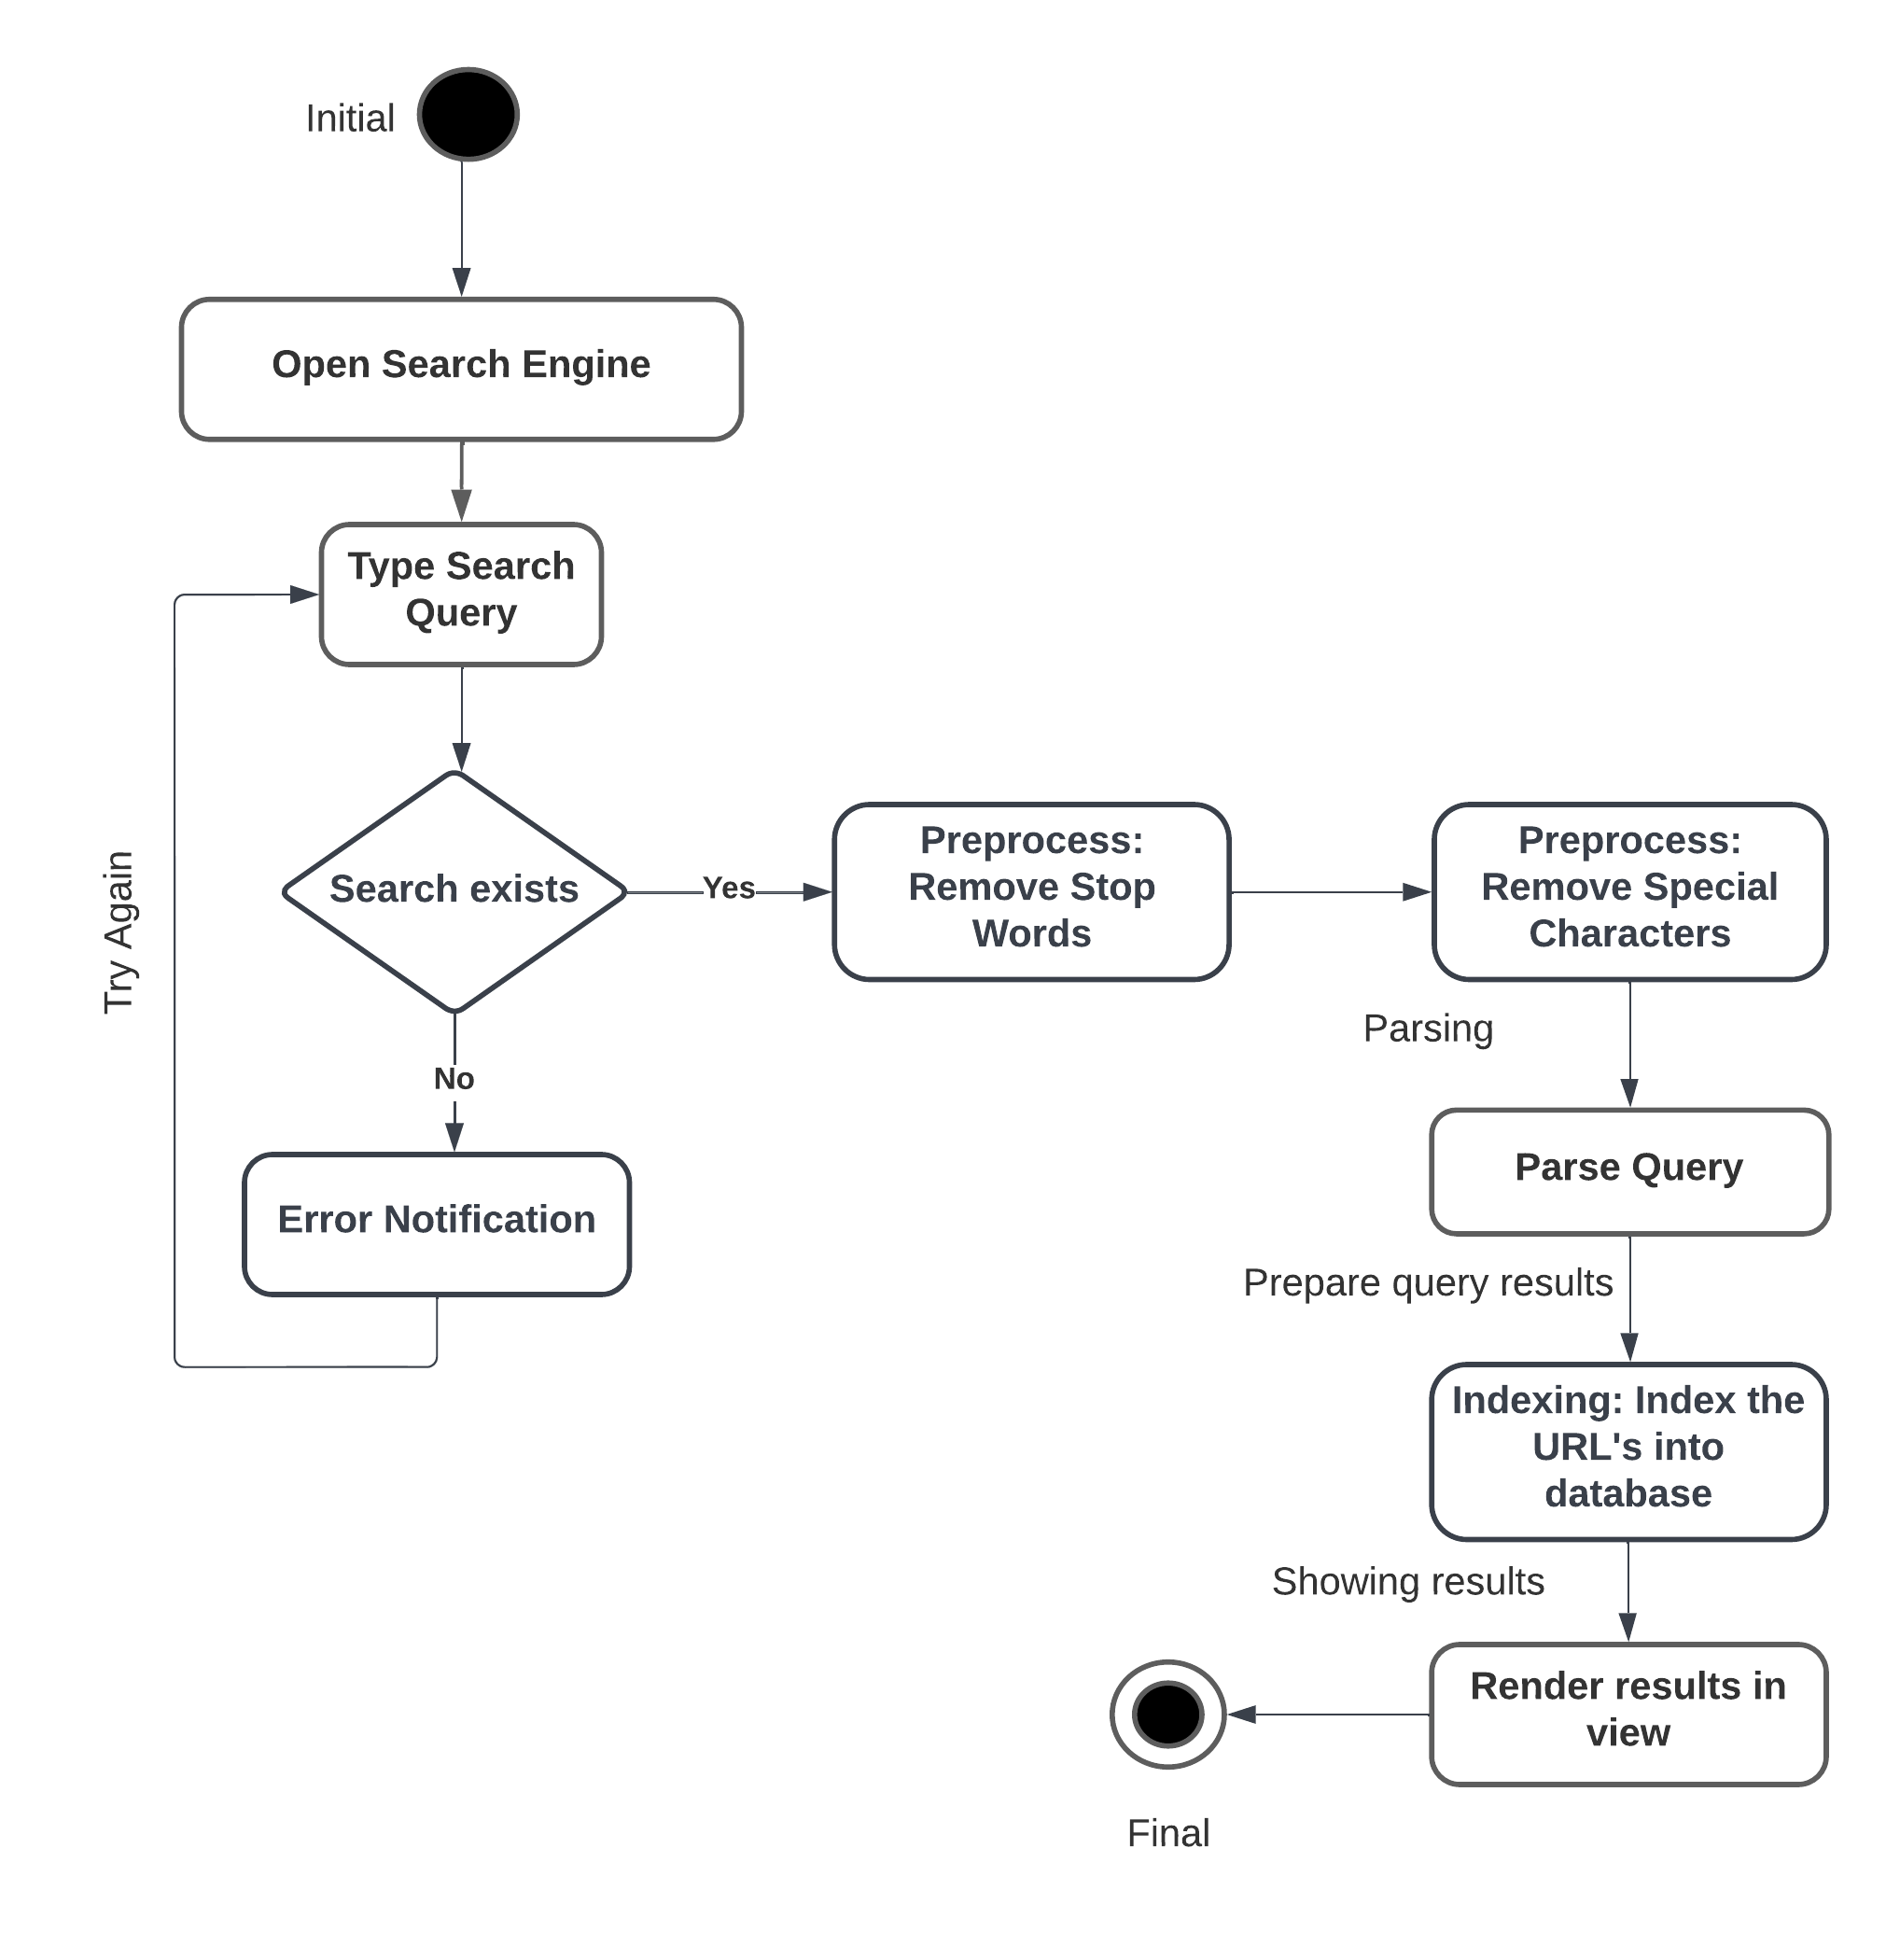 Initial
Open Search Engine
Type Search
Query
Try Again
Search exists
Yes
Preprocess:
Remove Stop
Words
Preprocess:
Remove Special
Characters
No
Error Notification
Parsing
Parse Query
Prepare query results
Indexing: Index the
URL's into
database
Showing results
Render results in
view
Final